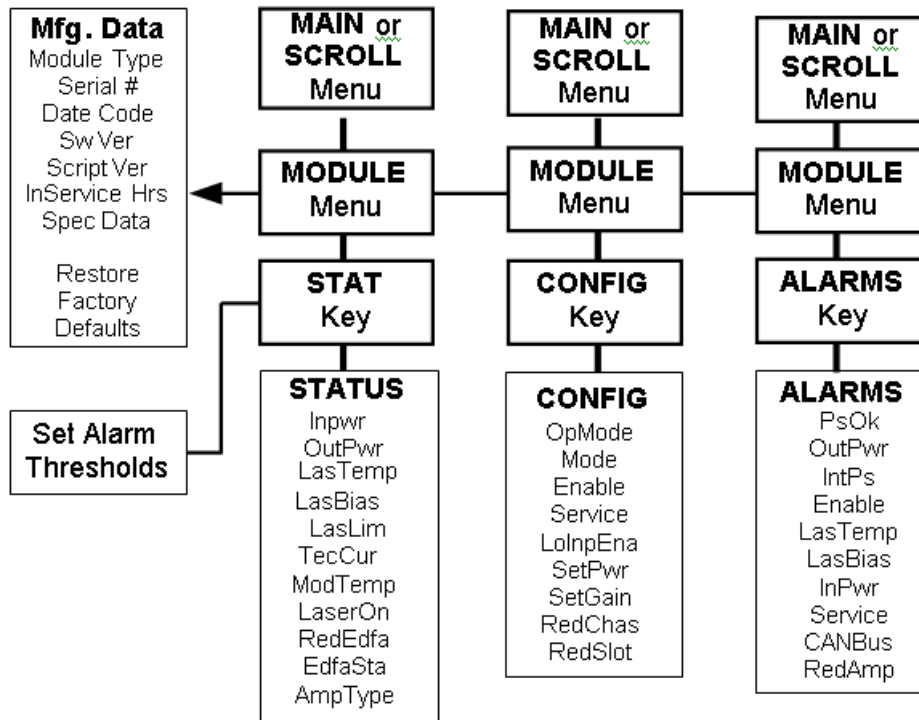 Mfg. Data
Module Type
Serial #
Date Code
Sw Ver
Script Ver
InService Hrs
Spec Data
Restore
Factory
Defaults
Set Alarm
Thresholds
MAIN or
SCROLL
Menu
MODULE
Menu
STAT
Key
STATUS
Inpwr
OutPwr
LasTemp
LasBias
LasLim
TecCur
ModTemp
LaserOn
RedEdfa
EdfaSta
AmpType
MAIN or
SCROLL
Menu
MODULE
Menu
CONFIG
Key
CONFIG
OpMode
Mode
Enable
Service
LoInpEna
SetPwr
SetGain
RedChas
RedSlot
MAIN or
SCROLL
Menu
MODULE
Menu
ALARMS
Key
ALARMS
PsOk
OutPwr
IntPs
Enable
LasTemp
LasBias
InPwr
Service
CANBus
RedAmp